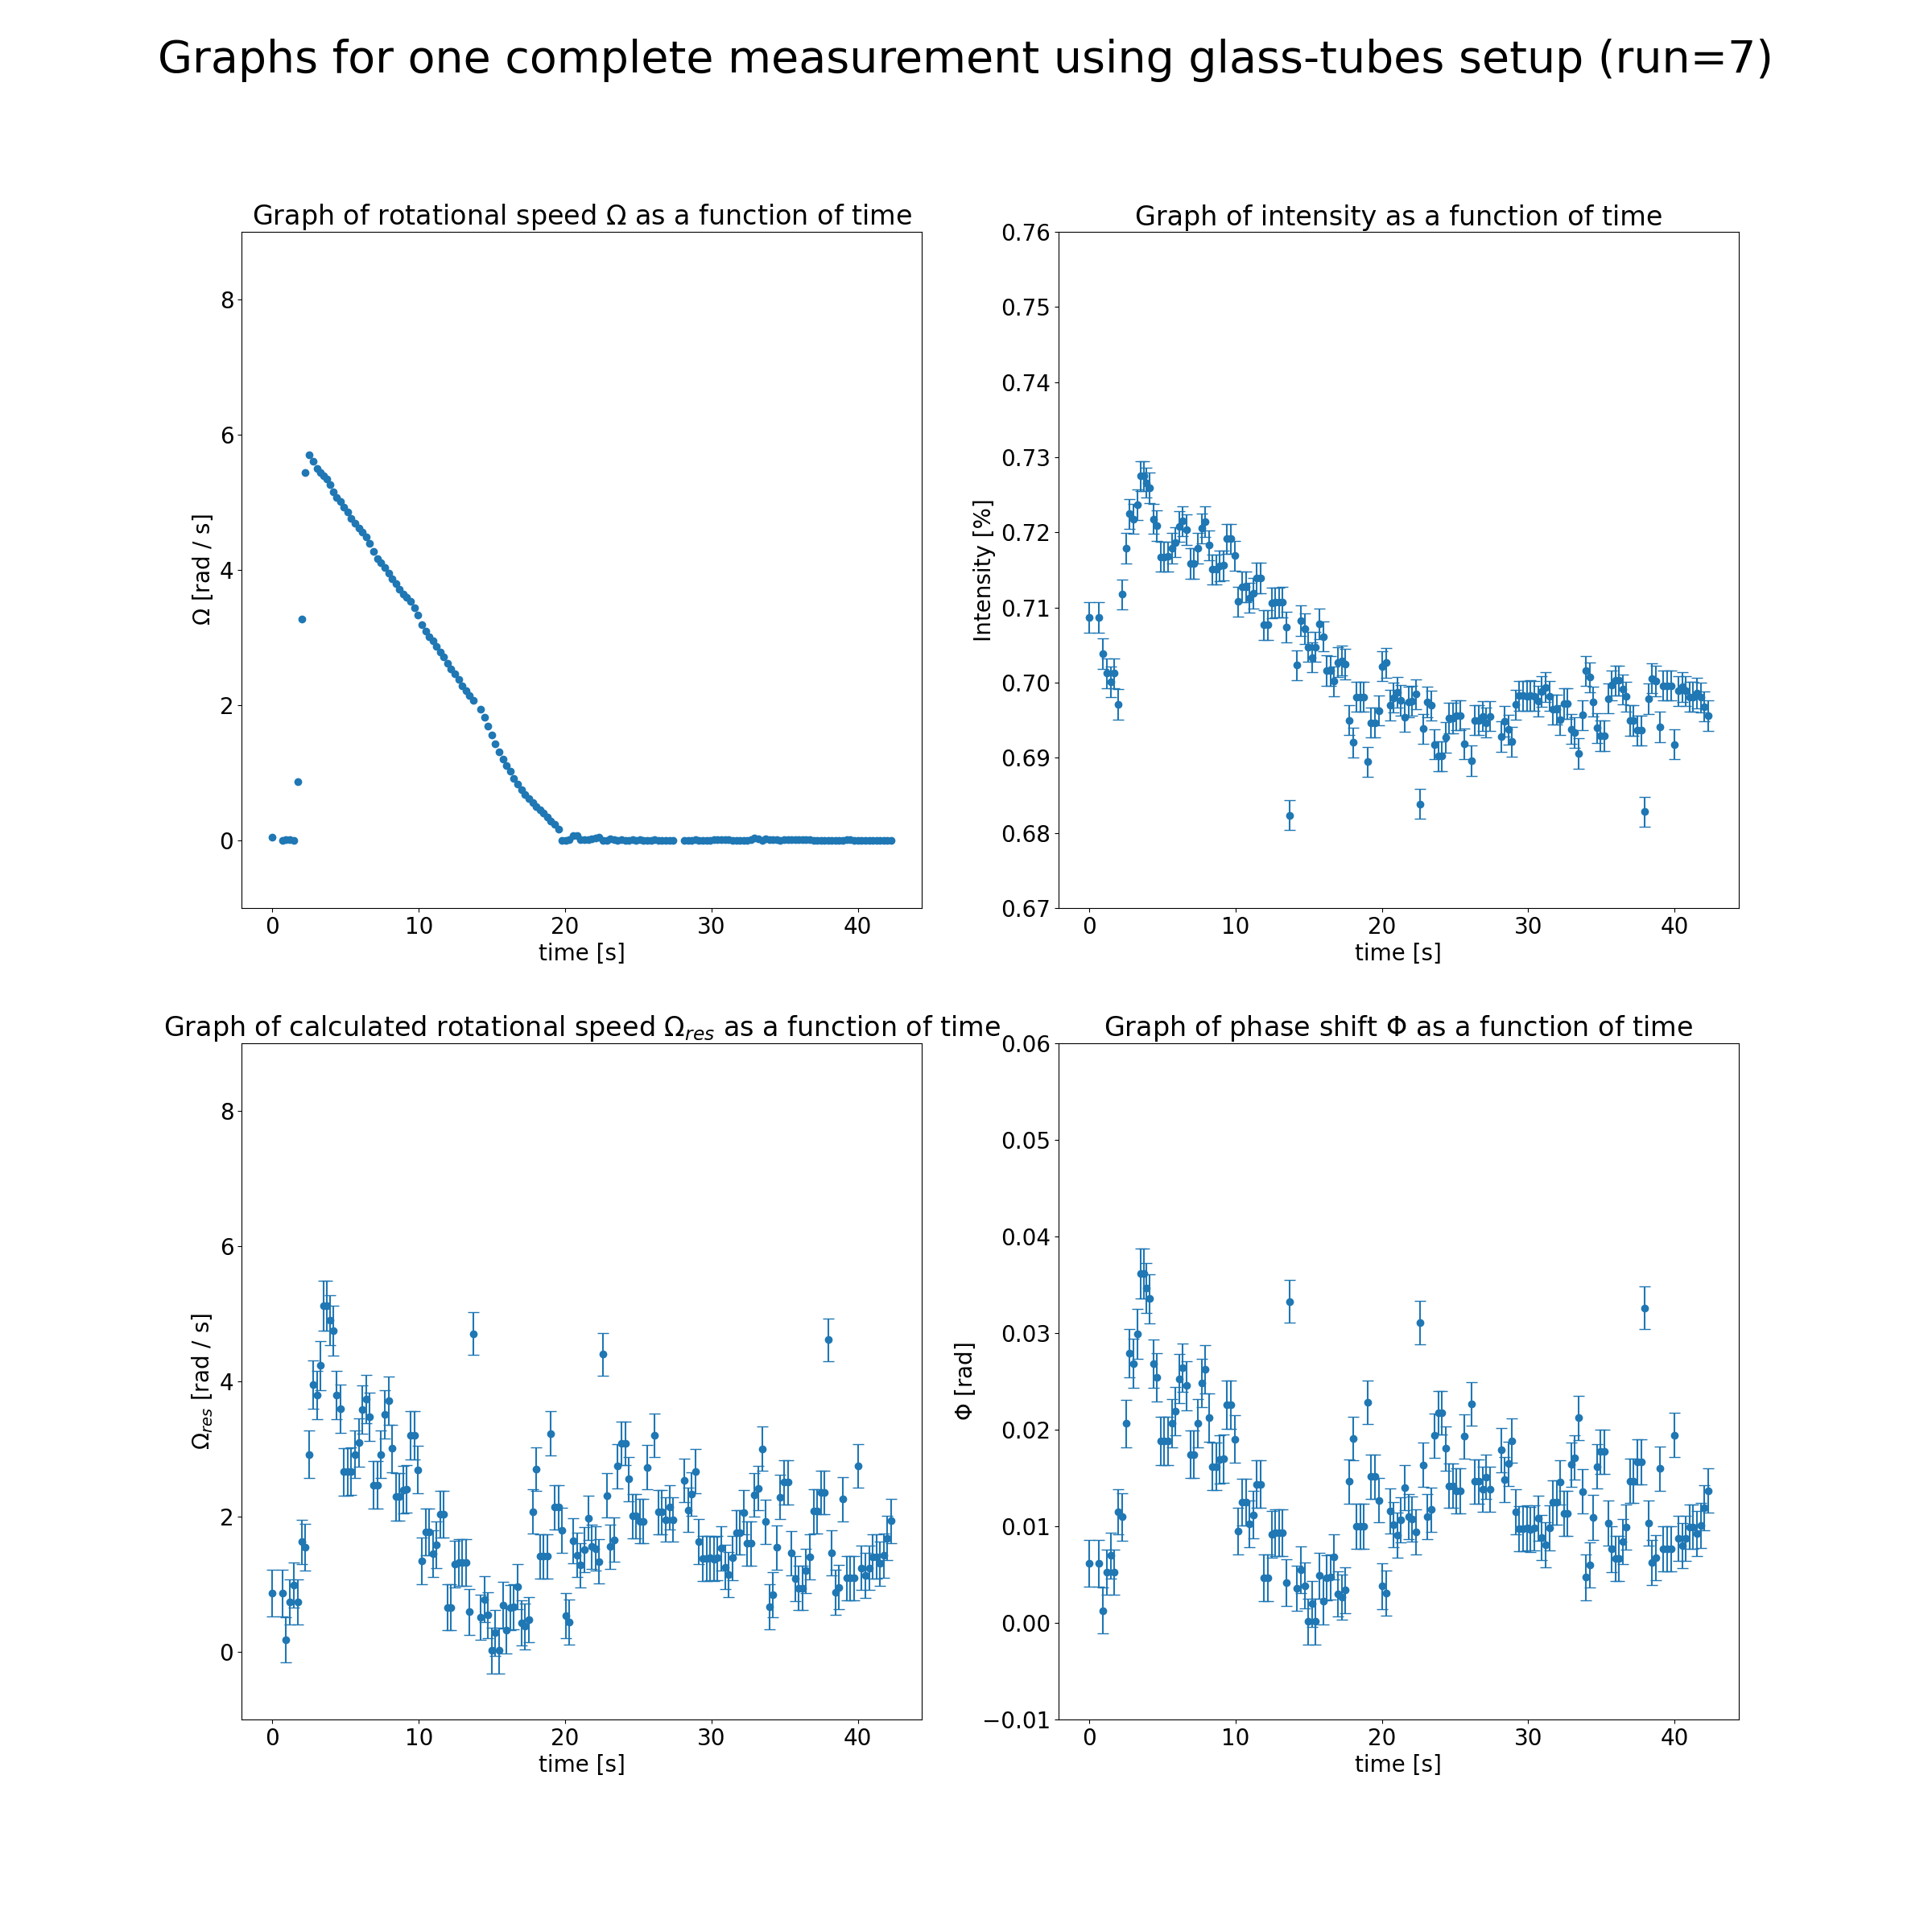 Graphs for one complete measurement using glass-tubes setup (run=7)
Graph of rotational speed Ω as a function of time
8
6
4
2
0
Ω [rad / s]
0 10 20 30 40
time [s]
Graph of intensity as a function of time
0.76
0.75
0.74
0.73
0.72
0.71
0.70
0.69
0.68
0.67
Intensity [%]
0 10 20 30 40
time [s]
Graph of calculated rotational speed Ωres as a function of time
8
6
4
2
0
Ωres [rad / s]
0 10 20 30 40
time [s]
Graph of phase shift Φ as a function of time
0.06
0.05
0.04
0.03
0.02
0.01
0.00
−0.01
Φ [rad]
0 10 20 30 40
time [s]